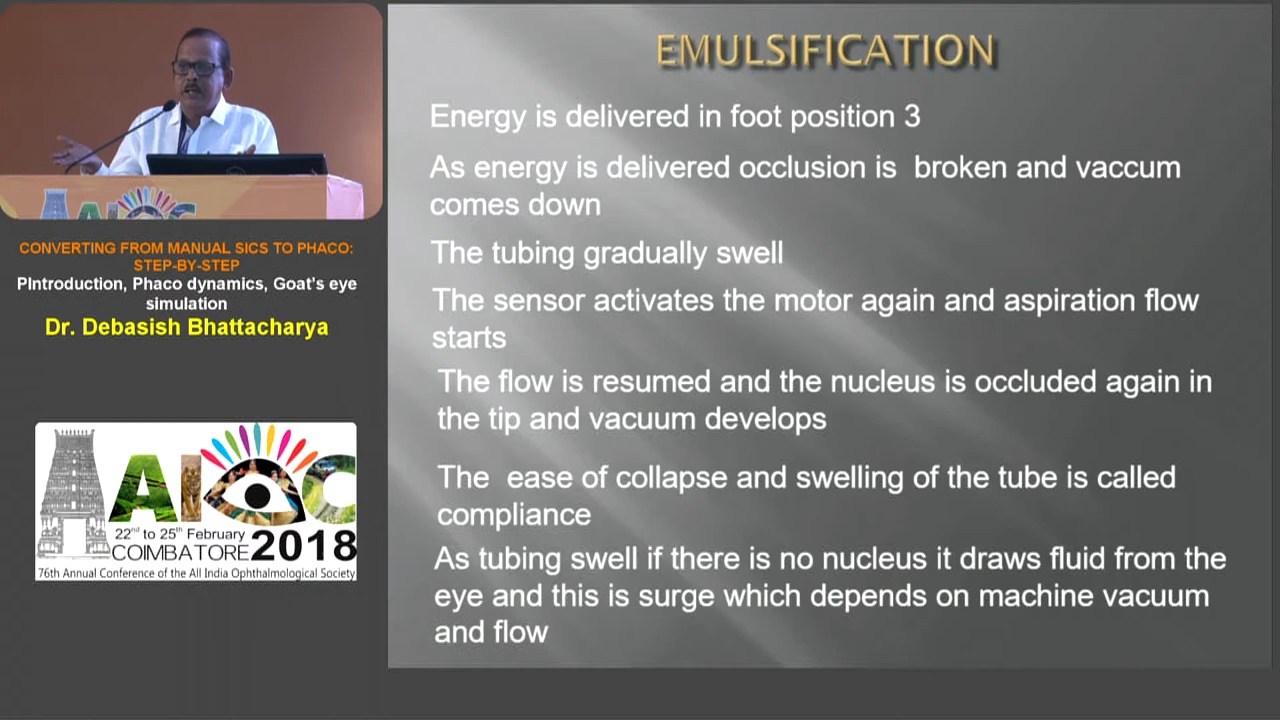 EMULSIFICATION
Energy is delivered in foot position 3
As energy is delivered occlusion is broken and vaccum
comes down
The tubing gradually swell
The sensor activates the motor again and aspiration flow
starts
The flow is resumed and the nucleus is occluded again in
the tip and vacuum develops
The ease of collapse and swelling of the tube is called
compliance
As tubing swell if there is no nucleus it draws fluid from the
eye and this is surge which depends on machine vacuum
and flow
CONVERTING FROM MANUAL SICS TO PHACO:
STEP-BY-STEP
PIntroduction, Phaco dynamics, Goat's eye
simulation
Dr. Debasish Bhattacharya
AIOC
22nd to 25th February
COIMBATORE 2018
76th Annual Conference of the All India Ophthalmological Society